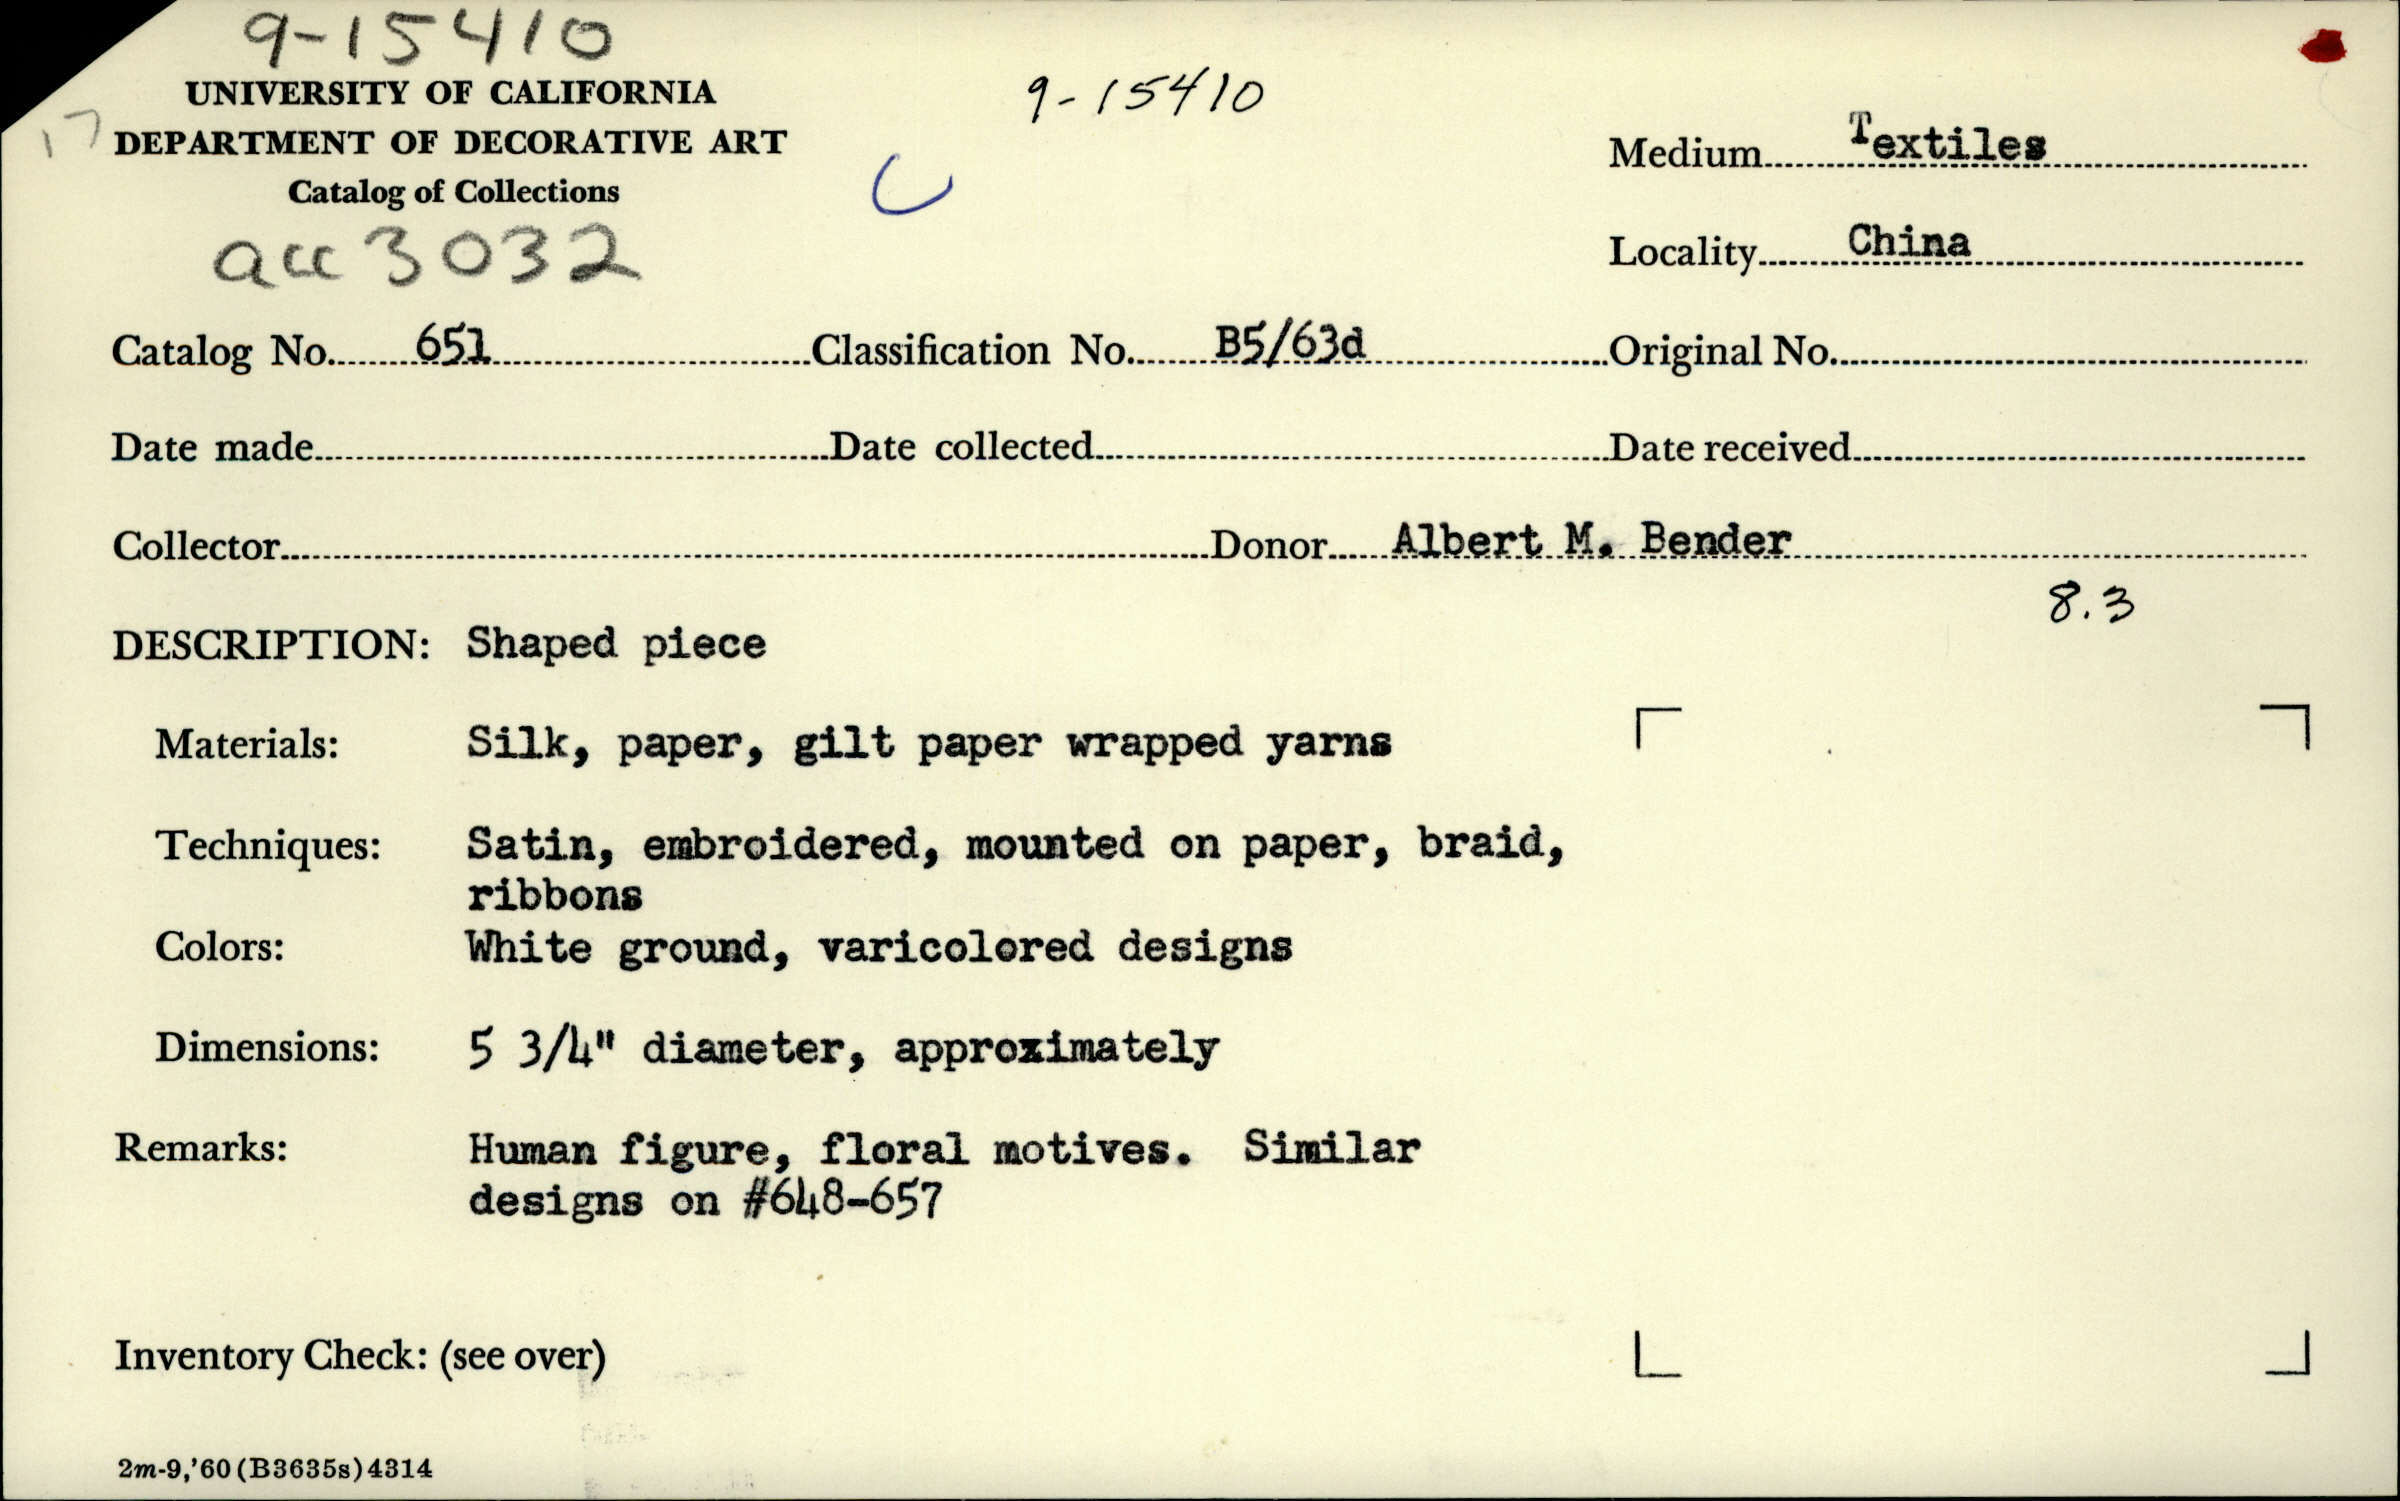 9-15410
UNIVERSITY OF CALIFORNIA
17 DEPARTMENT OF DECORATIVE ART
Catalog of Collections
acc 3032
9-15410
C
Medium Textiles
Locality China
Catalog No. 651 Classification No. B5/63d Original No.
Date made Date collected Date received
Collector Donor Albert M. Bender
8.3
DESCRIPTION: Shaped piece
Materials: Silk, paper, gilt paper wrapped yarns
Techniques: Satin, embroidered, mounted on paper, braid,
ribbons
Colors: White ground, varicolored designs
Dimensions: 5 3/4" diameter, approximately
Remarks: Human figure, floral motives. Similar
designs on #648-657
Inventory Check: (see over)
2m-9,'60 (B3635s) 4314